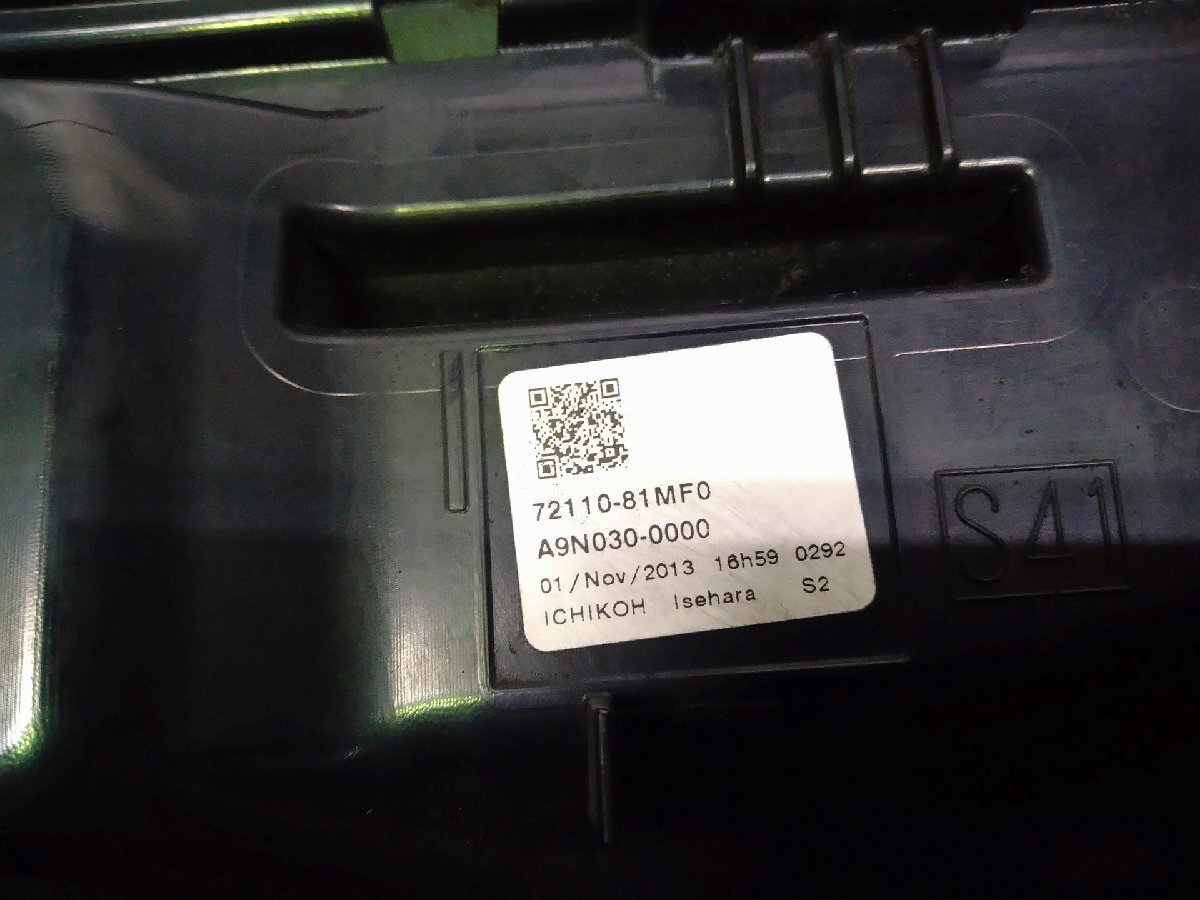 72110-81MF0
A9N030-0000
01/Nov/2013 16h59 0292
ICHIKOH Isehara S2
S41